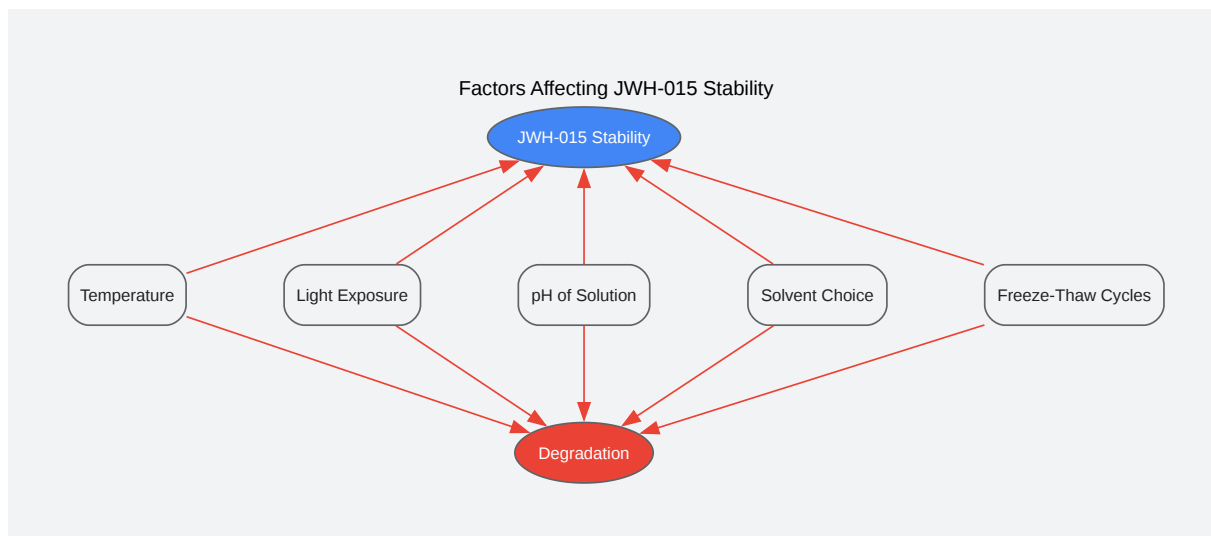 Factors Affecting JWH-015 Stability
JWH-015 Stability
Temperature
Light Exposure
pH of Solution
Solvent Choice
Freeze-Thaw Cycles
Degradation